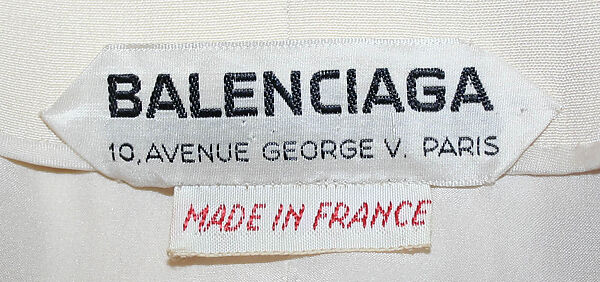 BALENCIAGA
10, AVENUE GEORGE V. PARIS
MADE IN FRANCE